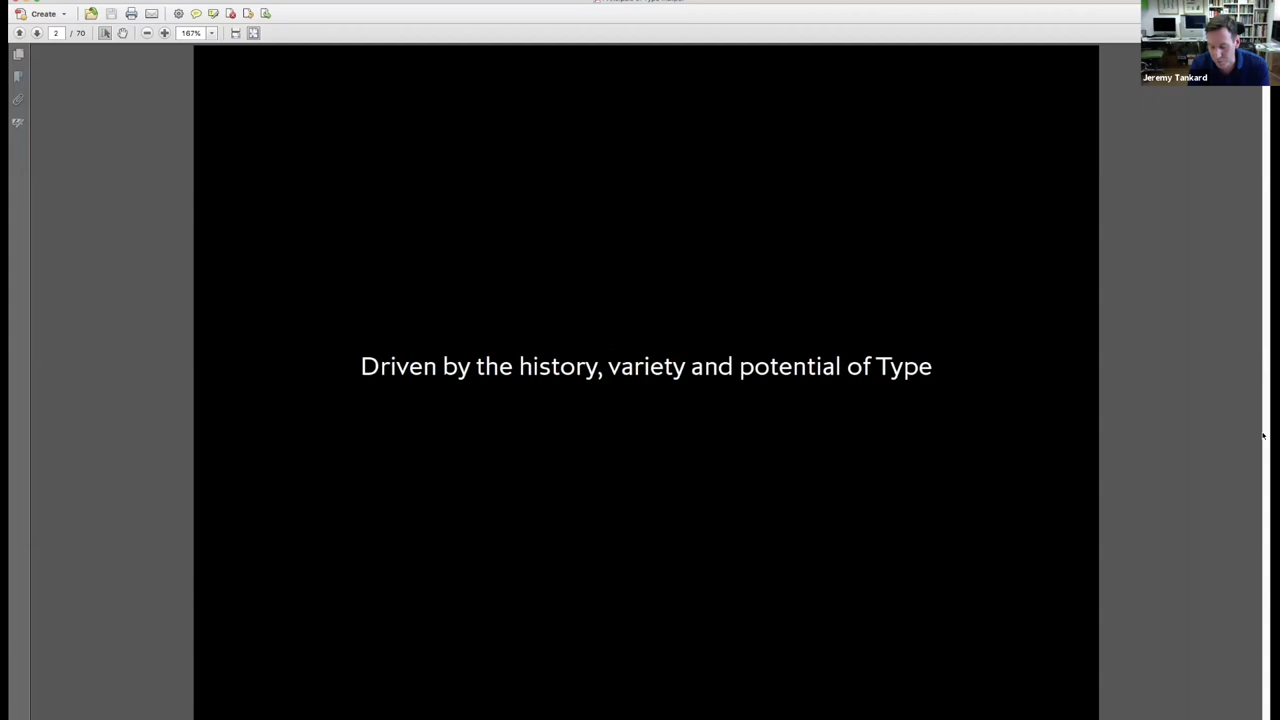 Create
2 / 70
167%
Jeremy Tankard
Driven by the history, variety and potential of Type